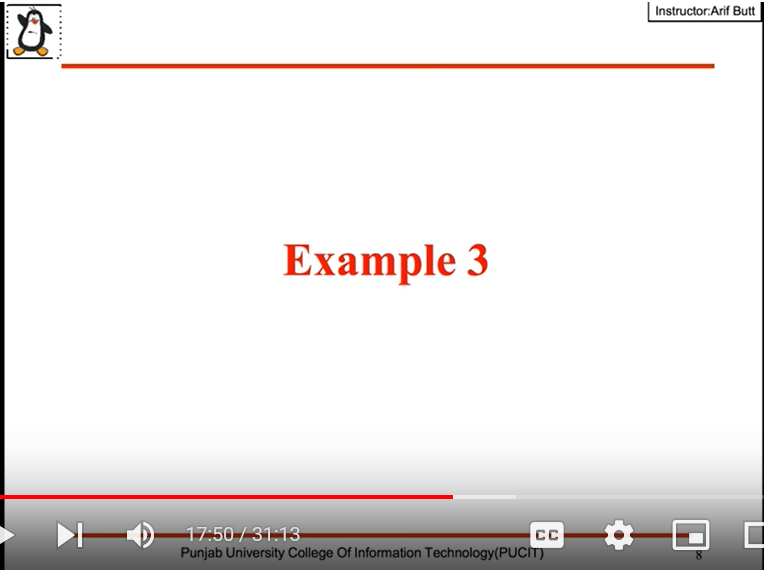 Instructor:Arif Butt
Example 3
17:50 / 31:13
CC
Punjab University College Of Information Technology(PUCIT)
8